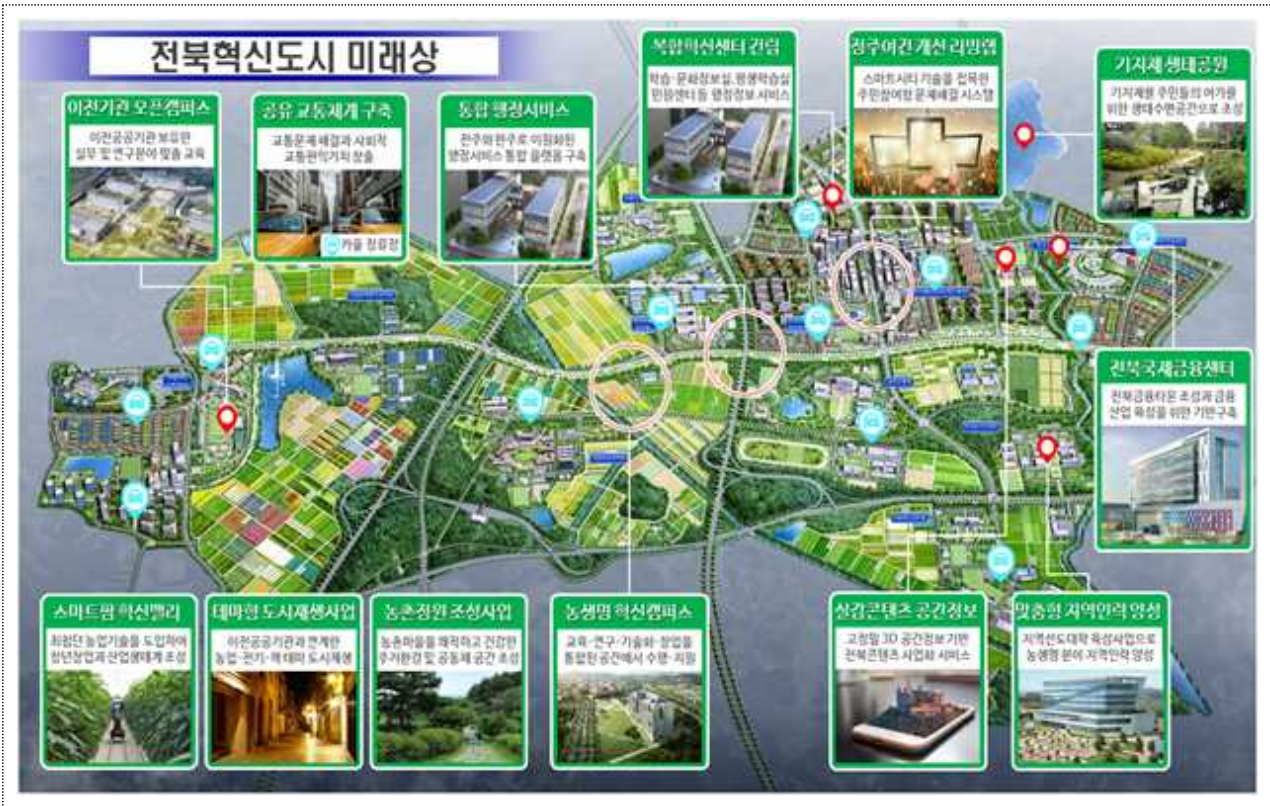 전북혁신도시 미래상
복합혁신센터 건립
학습·문화정보실, 평생학습실
민원센터 등 행정정보 서비스
정주여건 개선 리빙랩
스마트시티 기술을 접목한
주민참여형 문제해결 시스템
기지제 생태공원
기지제를 주민들의 여가를
위한 생태수변공간으로 조성
이전기관 오픈캠퍼스
이전공공기관 보유한
실무 및 연구분야 맞춤 교육
공유 교통체계 구축
교통문제 해결과 사회적
교통편익가치 창출
카율 정류장
통합 행정서비스
전주와 완주로 이원화된
행정서비스 통합 플랫폼 구축
전북국제금융센터
전북금융타운 조성과 금융
산업 육성을 위한 기반구축
스마트팜 혁신밸리
최첨단 농업기술을 도입하여
청년창업과 산업생태계 조성
테마형 도시재생사업
이전공공기관과 연계한
농업·전기·책 테마 도시재생
농촌정원 조성사업
농촌마을을 쾌적하고 건강한
주거환경 및 공동체 공간 조성
농생명 혁신캠퍼스
교육·연구·기술화·창업을
통합된 공간에서 수행·지원
실감콘텐츠 공간정보
고정밀 3D 공간정보 기반
전북콘텐츠 사업화 서비스
맞춤형 지역인력 양성
지역선도대학 육성사업으로
농생명 분야 지역인력 양성